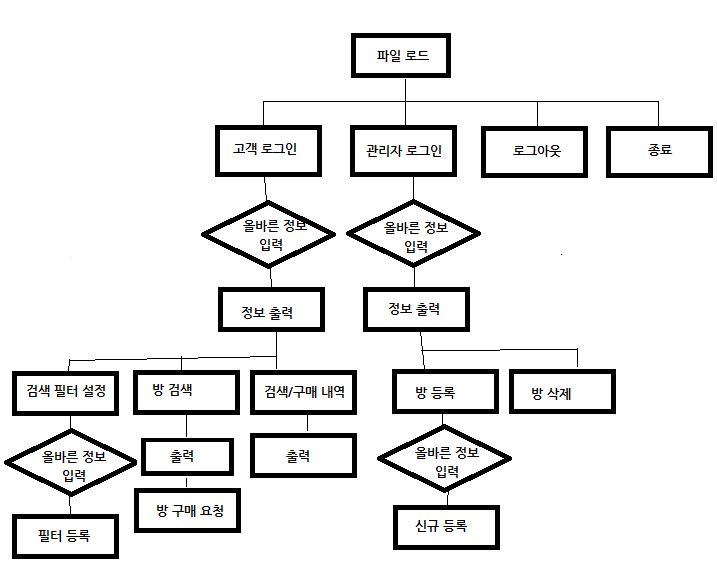 파일 로드
고객 로그인
관리자 로그인
로그아웃
종료
올바른 정보
입력
올바른 정보
입력
정보 출력
정보 출력
검색 필터 설정
방 검색
검색/구매 내역
방 등록
방 삭제
올바른 정보
입력
출력
출력
올바른 정보
입력
방 구매 요청
필터 등록
신규 등록